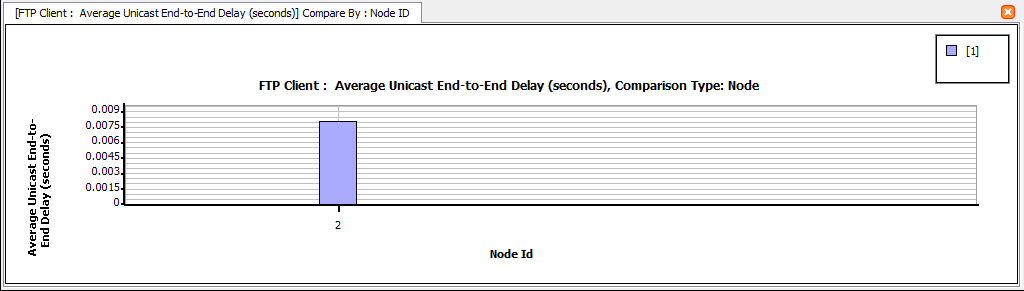 [FTP Client :  Average Unicast End-to-End Delay (seconds)] Compare By : Node ID
[1]
FTP Client :  Average Unicast End-to-End Delay (seconds), Comparison Type: Node
Average Unicast End-to-
End Delay (seconds)
0.009
0.0075
0.006
0.0045
0.003
0.0015
0
2
Node Id